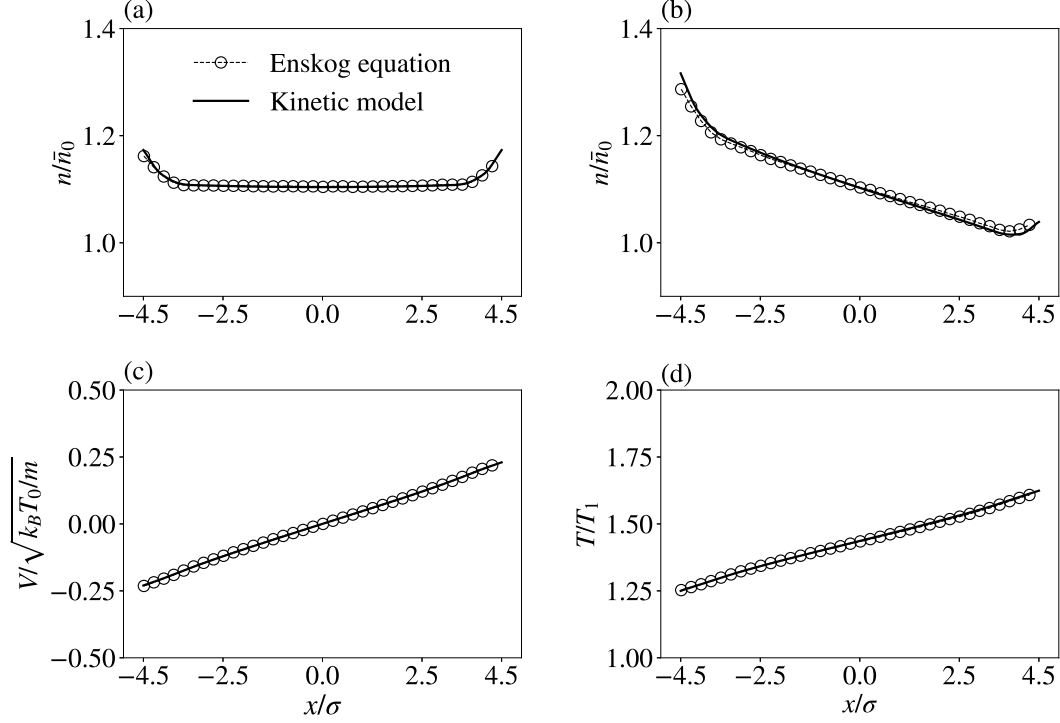 (a)
1.4
1.2
1.0
n/n̄₀
Enskog equation
Kinetic model
−4.5 −2.5 0.0 2.5 4.5
(b)
1.4
1.2
1.0
n/n̄₀
−4.5 −2.5 0.0 2.5 4.5
(c)
0.50
0.25
0.00
−0.25
−0.50
V/√k_BT₀/m
−4.5 −2.5 0.0 2.5 4.5
x/σ
(d)
2.00
1.75
1.50
1.25
1.00
T/T₁
−4.5 −2.5 0.0 2.5 4.5
x/σ